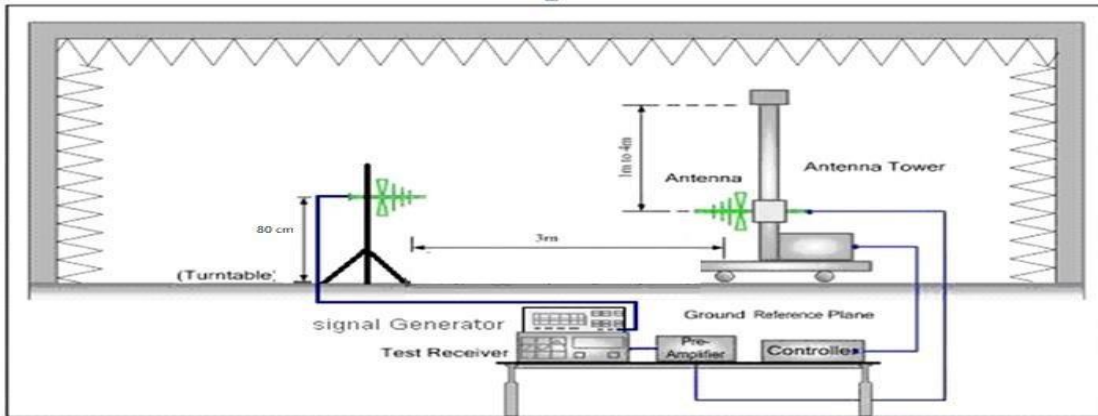 1m to 4m
Antenna Tower
Antenna
80 cm
3m
(Turntable)
signal Generator
Ground Reference Plane
Test Receiver
Pre-
Amplifier
Controller